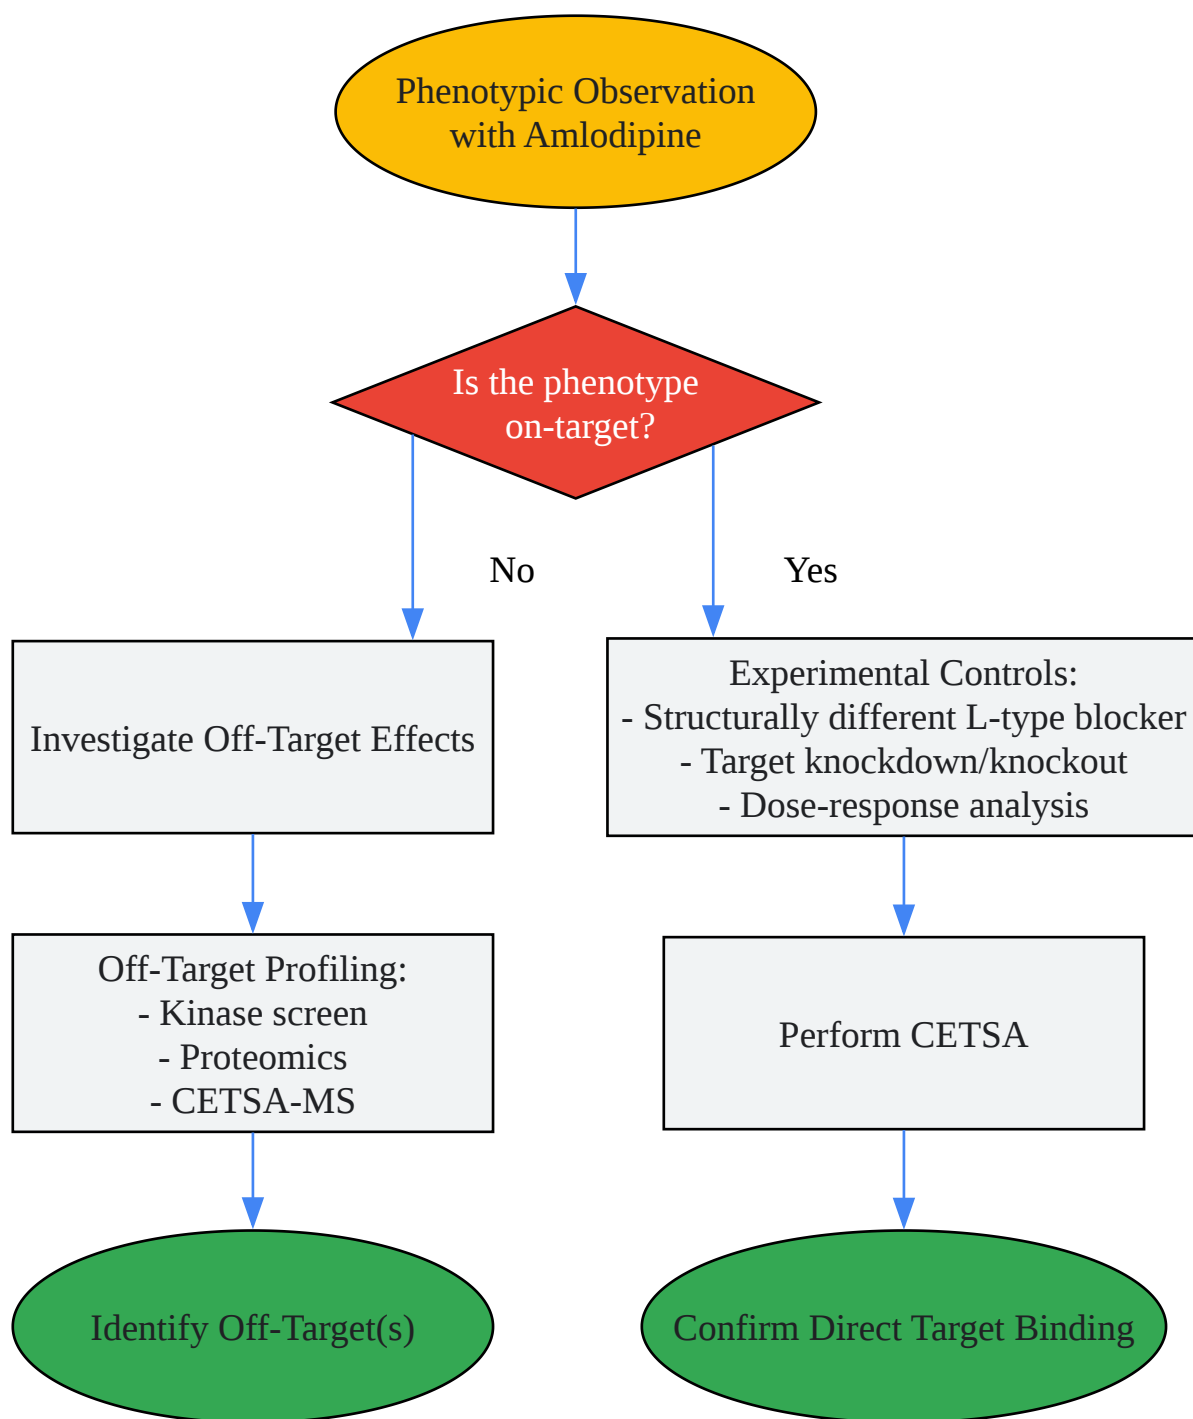 Phenotypic Observation
with Amlodipine
Is the phenotype
on-target?
No
Yes
Investigate Off-Target Effects
Experimental Controls:
- Structurally different L-type blocker
- Target knockdown/knockout
- Dose-response analysis
Off-Target Profiling:
- Kinase screen
- Proteomics
- CETSA-MS
Perform CETSA
Identify Off-Target(s)
Confirm Direct Target Binding